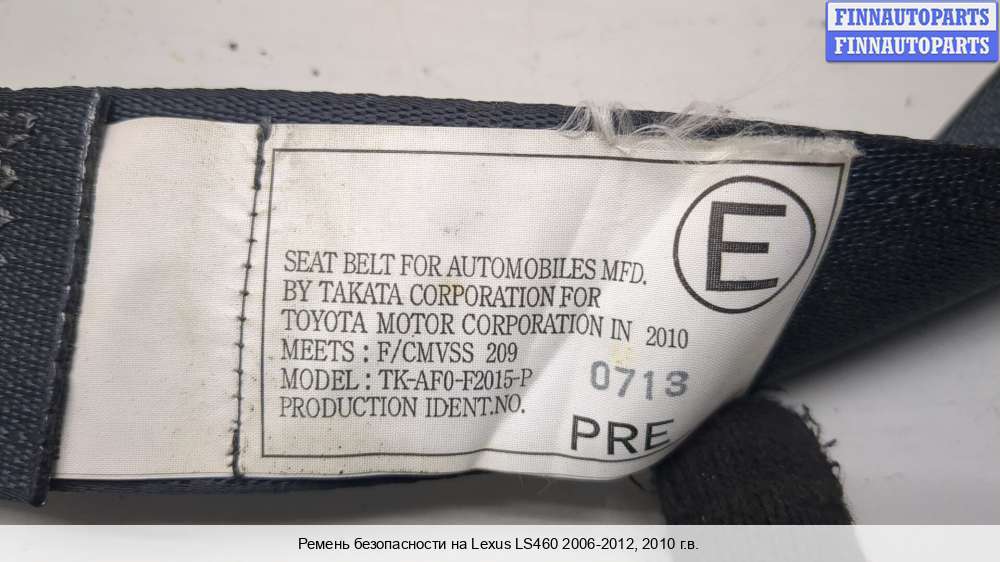 FINNAUTOPARTS
FINNAUTOPARTS
E
SEAT BELT FOR AUTOMOBILES MFD.
BY TAKATA CORPORATION FOR
TOYOTA MOTOR CORPORATION IN 2010
MEETS : F/CMVSS 209
MODEL : TK-AF0-F2015-P
PRODUCTION IDENT.NO.
0713
PRE
Ремень безопасности на Lexus LS460 2006-2012, 2010 г.в.